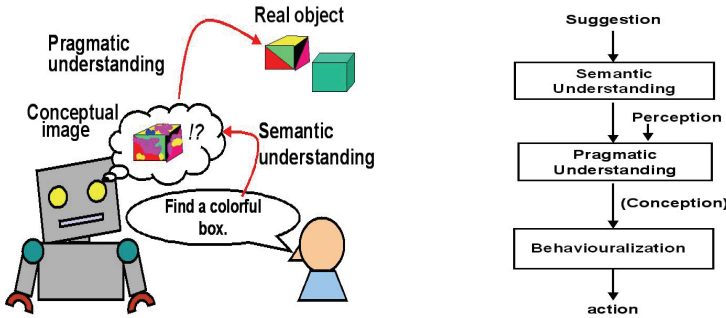 Real object
Pragmatic
understanding
Conceptual
image
!?
Semantic
understanding
Find a colorful
box.
Suggestion
Semantic
Understanding
Perception
Pragmatic
Understanding
(Conception)
Behaviouralization
action